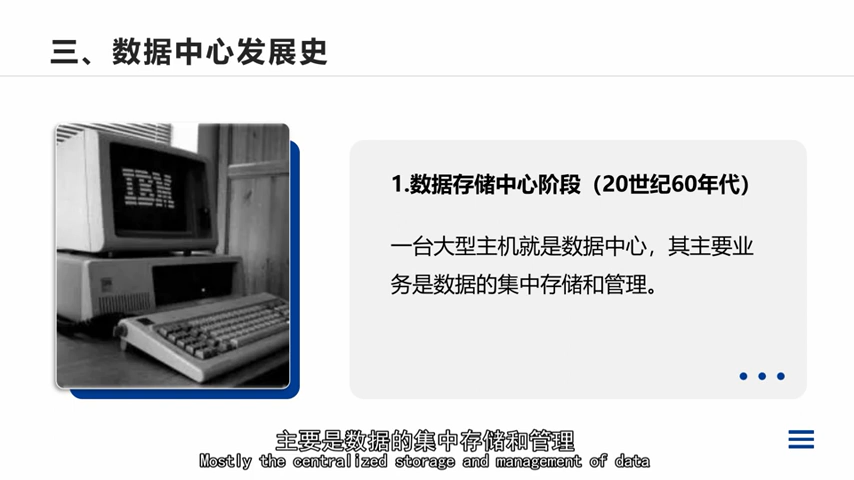 三、数据中心发展史
IBM
1.数据存储中心阶段（20世纪60年代）
一台大型主机就是数据中心，其主要业
务是数据的集中存储和管理。
主要是数据的集中存储和管理
Mostly the centralized storage and management of data